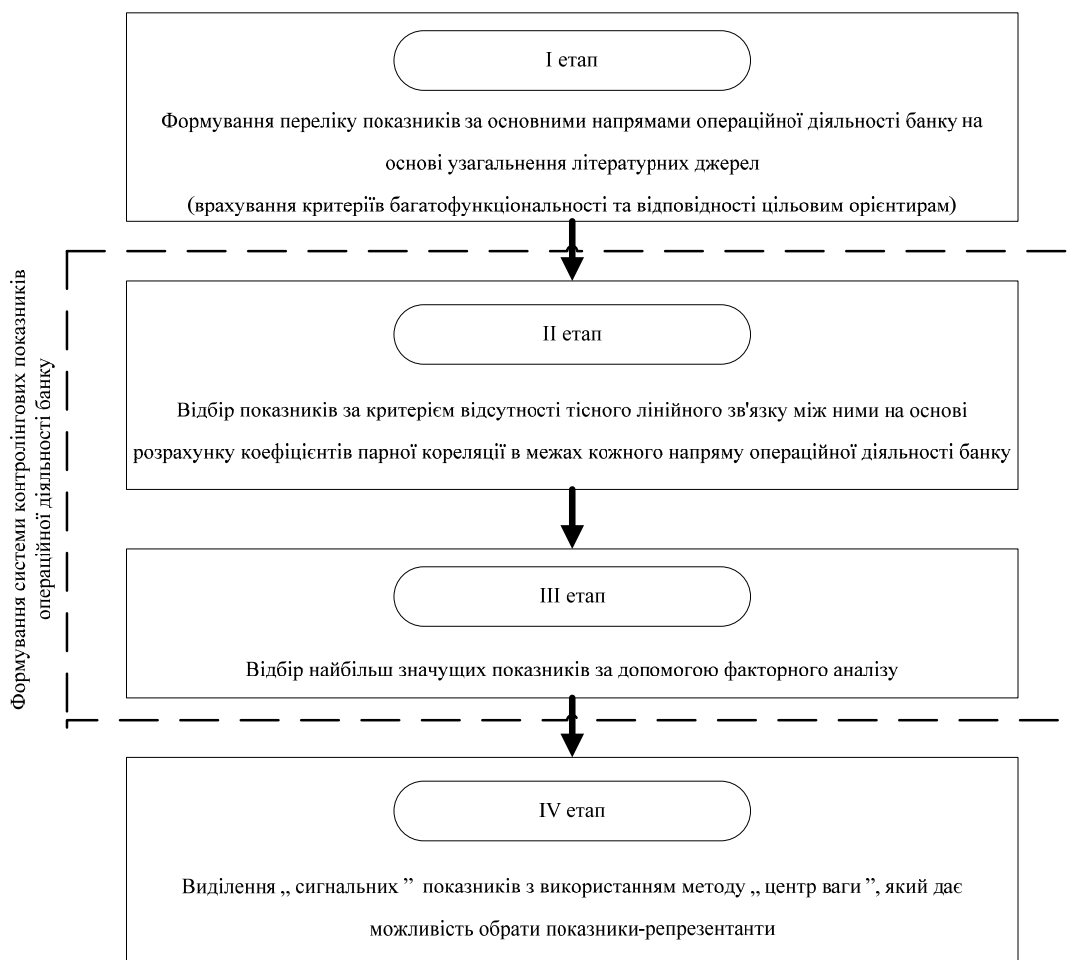 I етап
Формування переліку показників за основними напрямами операційної діяльності банку на
основі узагальнення літературних джерел
(врахування критеріїв багатофункціональності та відповідності цільовим орієнтирам)
Формування системи контролінгових показників
операційної діяльності банку
II етап
Відбір показників за критерієм відсутності тісного лінійного зв'язку між ними на основі
розрахунку коефіцієнтів парної кореляції в межах кожного напряму операційної діяльності банку
III етап
Відбір найбільш значущих показників за допомогою факторного аналізу
IV етап
Виділення „ сигнальних ” показників з використанням методу „ центр ваги ”, який дає
можливість обрати показники-репрезентанти